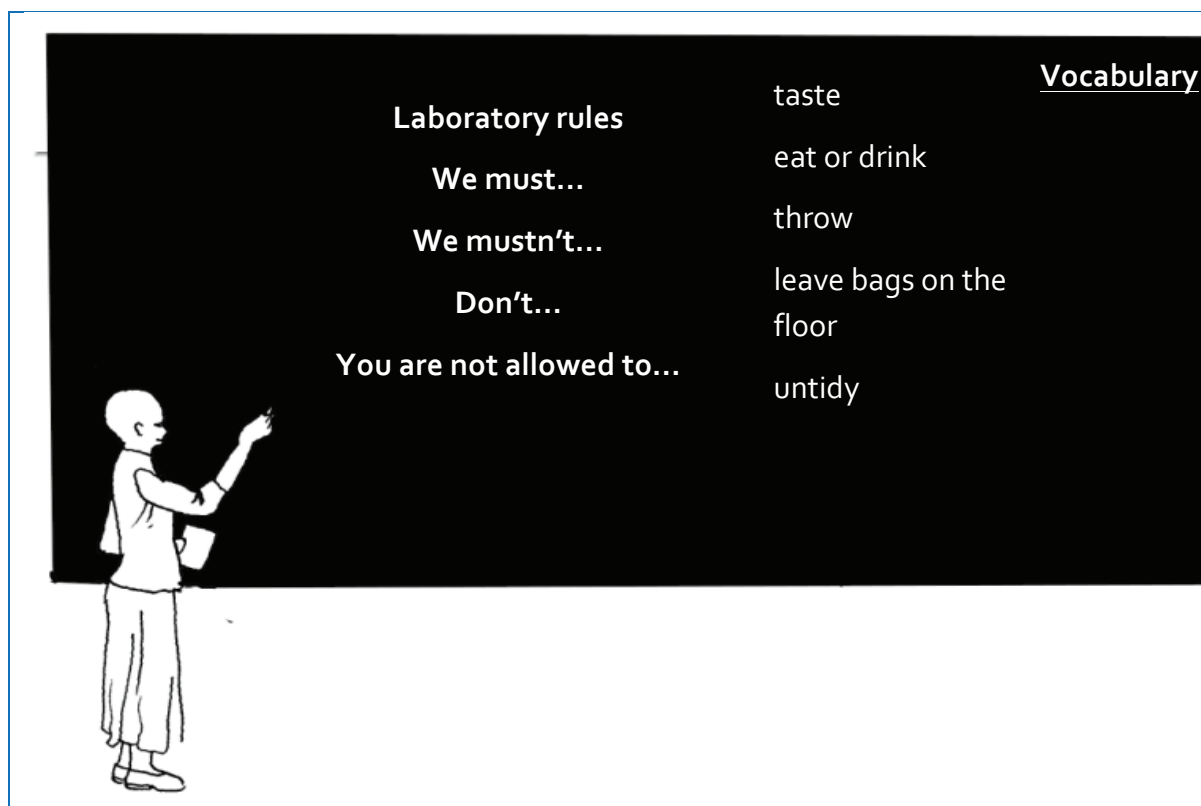 Laboratory rules
We must…
We mustn’t…
Don’t…
You are not allowed to…
Vocabulary
taste
eat or drink
throw
leave bags on the
floor
untidy